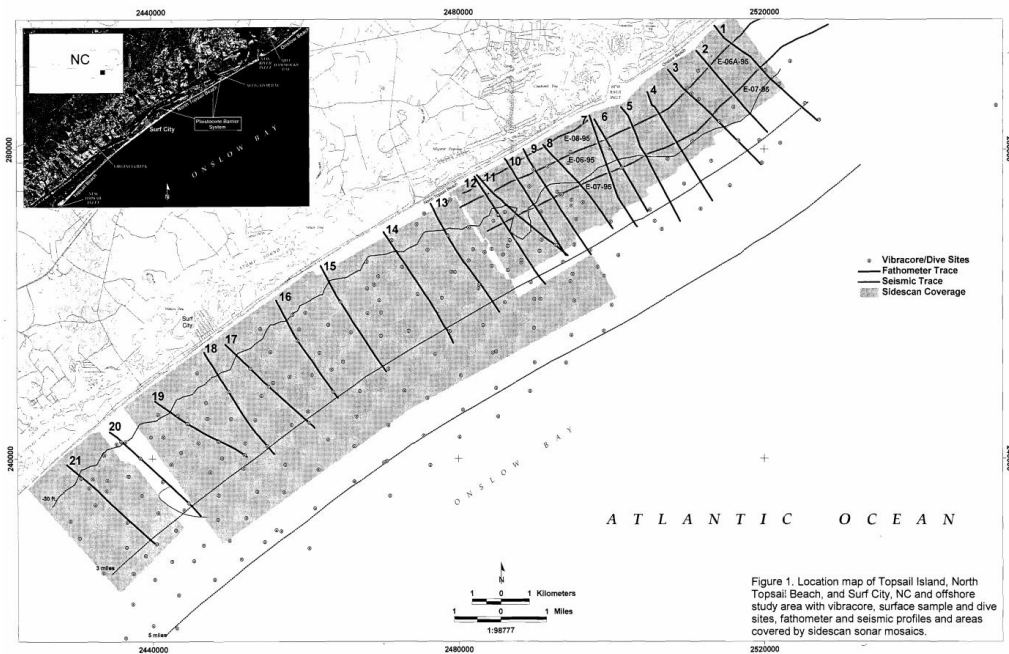 2440000
2480000
2520000
NC
Surf City
Pleistocene Barrier
System
ONSLOW BAY
N
280000
1
2
3
4
5
6
7
8
9
10
11
12
13
14
15
16
17
18
19
20
21
E-06A-95
E-07-95
E-08-95
E-06-95
E-07-95
Surf
City
-30
-30 ft.
3 miles
5 miles
240000
Vibracore/Dive Sites
Fathometer Trace
Seismic Trace
Sidescan Coverage
ONSLOW BAY
ATLANTIC OCEAN
N
1 0 1 Kilometers
1 0 1 Miles
1:98777
Figure 1. Location map of Topsail Island, North
Topsail Beach, and Surf City, NC and offshore
study area with vibracore, surface sample and dive
sites, fathometer and seismic profiles and areas
covered by sidescan sonar mosaics.
2440000
2480000
2520000